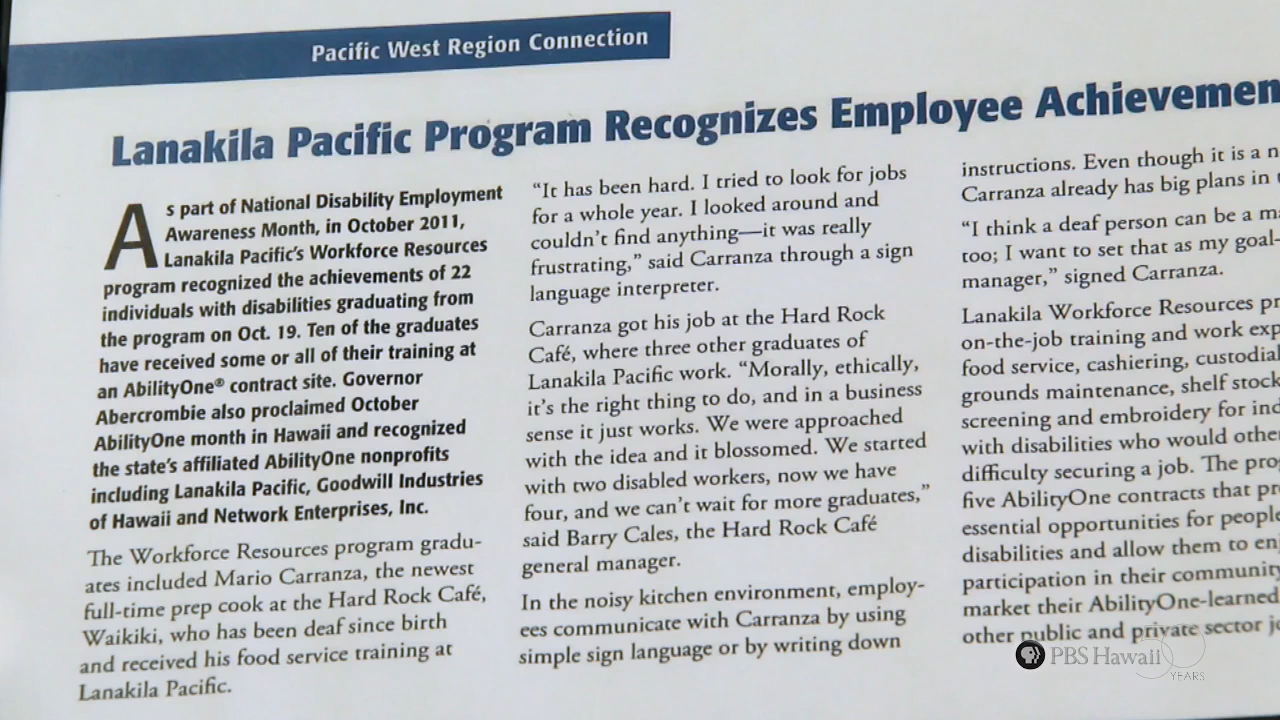 Pacific West Region Connection
Lanakila Pacific Program Recognizes Employee
As part of National Disability Employment
Awareness Month, in October 2011,
Lanakila Pacific's Workforce Resources
program recognized the achievements of 22
individuals with disabilities graduating from
the program on Oct. 19. Ten of the graduates
have received some or all of their training at
an AbilityOne® contract site. Governor
Abercrombie also proclaimed October
AbilityOne month in Hawaii and recognized
the state's affiliated AbilityOne nonprofits
including Lanakila Pacific, Goodwill Industries
of Hawaii and Network Enterprises, Inc.
The Workforce Resources program gradu-
ates included Mario Carranza, the newest
full-time prep cook at the Hard Rock Café,
Waikiki, who has been deaf since birth
and received his food service training at
Lanakila Pacific.
“It has been hard. I tried to look for jobs
for a whole year. I looked around and
couldn't find anything—it was really
frustrating,” said Carranza through a sign
language interpreter.
Carranza got his job at the Hard Rock
Café, where three other graduates of
Lanakila Pacific work. “Morally, ethically,
it's the right thing to do, and in a business
sense it just works. We were approached
with the idea and it blossomed. We started
with two disabled workers, now we have
four, and we can't wait for more graduates,”
said Barry Cales, the Hard Rock Café
general manager.
In the noisy kitchen environment, employ-
ees communicate with Carranza by using
simple sign language or by writing down
instructions. Even though it is a
Carranza already has big plans in
“I think a deaf person can be a
too; I want to set that as my goal–
manager,” signed Carranza.
Lanakila Workforce Resources
on-the-job training and work
food service, cashiering, custodial
grounds maintenance, shelf
screening and embroidery for
with disabilities who would
difficulty securing a job. The
five AbilityOne contracts that
essential opportunities for
disabilities and allow them to
participation in their community
market their AbilityOne-learned
other public and private sector
PBS Hawaii
50 YEARS